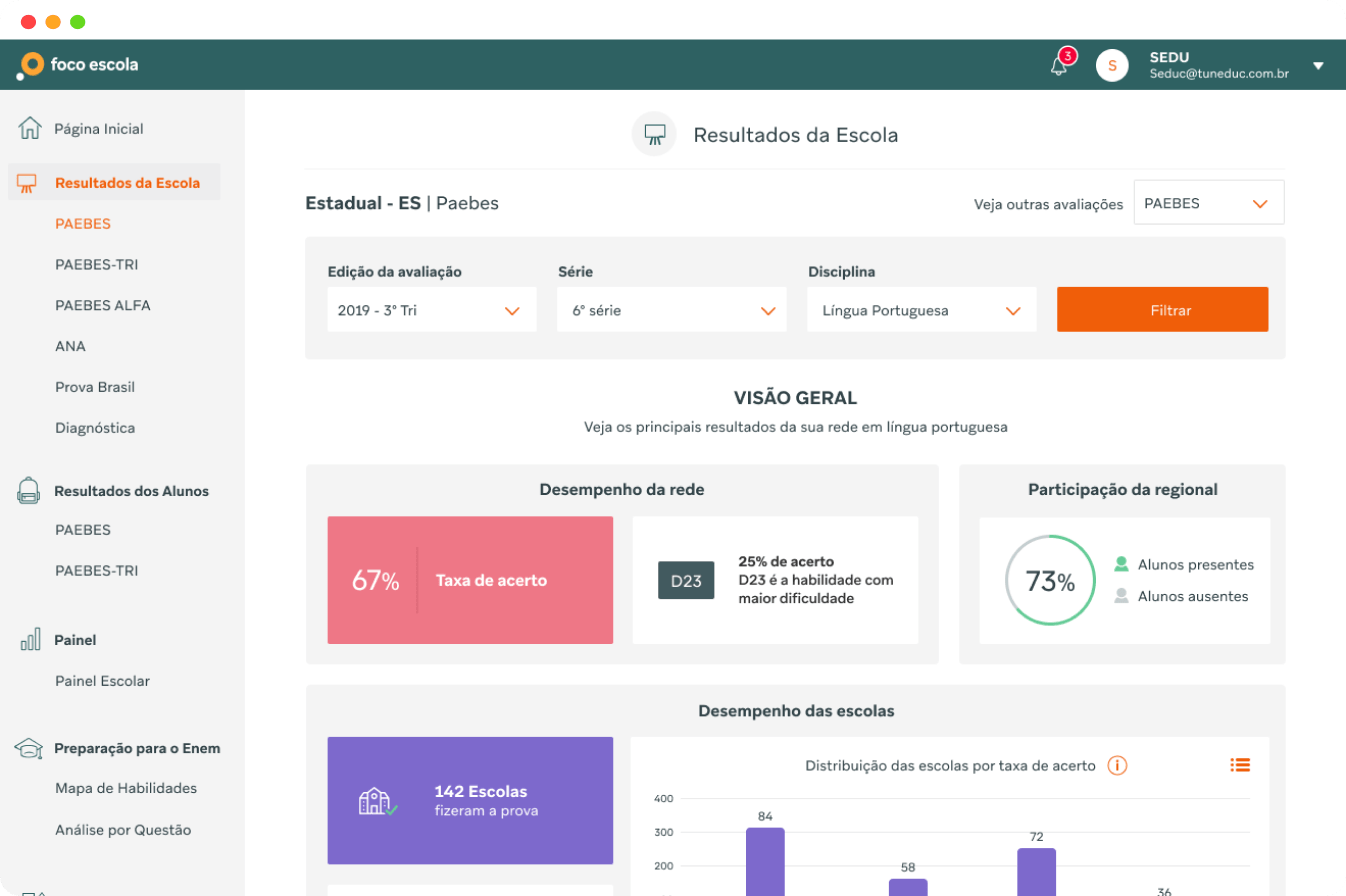 foco escola
3
S
SEDU
Seduc@tuneduc.com.br
Página Inicial
Resultados da Escola
PAEBES
PAEBES-TRI
PAEBES ALFA
ANA
Prova Brasil
Diagnóstica
Resultados dos Alunos
PAEBES
PAEBES-TRI
Painel
Painel Escolar
Preparação para o Enem
Mapa de Habilidades
Análise por Questão
Resultados da Escola
Estadual - ES | Paebes
Veja outras avaliações
PAEBES
Edição da avaliação
Série
Disciplina
2019 - 3° Tri
6° série
Língua Portuguesa
Filtrar
VISÃO GERAL
Veja os principais resultados da sua rede em língua portuguesa
Desempenho da rede
67%
Taxa de acerto
D23
25% de acerto
D23 é a habilidade com
maior dificuldade
Participação da regional
73%
Alunos presentes
Alunos ausentes
Desempenho das escolas
142 Escolas
fizeram a prova
Distribuição das escolas por taxa de acerto
i
400
300
200
84
58
72
36